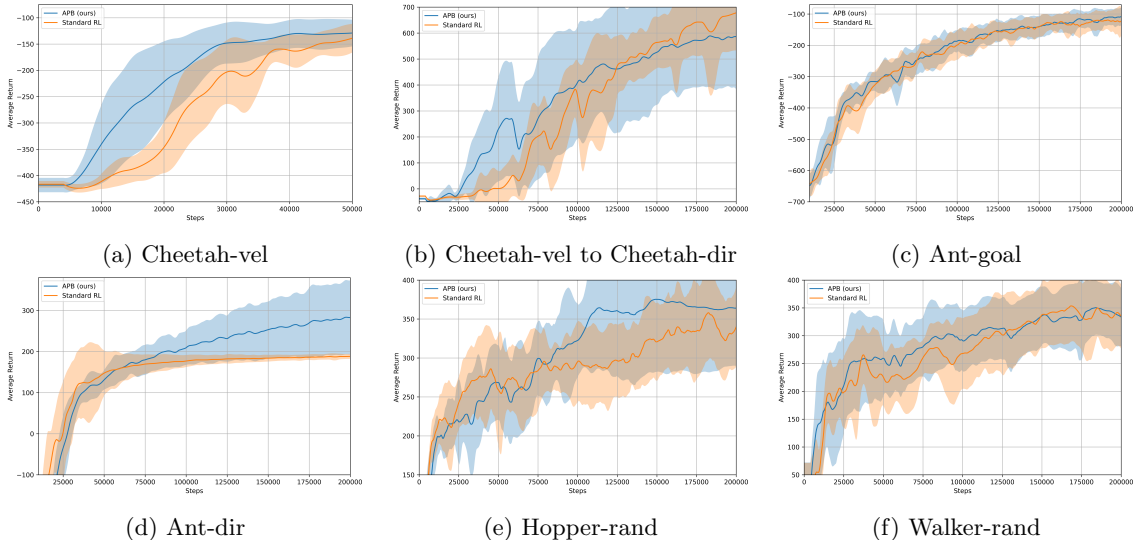 APB (ours)
Standard RL
Average Return
−100
−150
−200
−250
−300
−350
−400
−450
0 10000 20000 30000 40000 50000
Steps
(a) Cheetah-vel
APB (ours)
Standard RL
Average Return
700
600
500
400
300
200
100
0
0 25000 50000 75000 100000 125000 150000 175000 200000
Steps
(b) Cheetah-vel to Cheetah-dir
APB (ours)
Standard RL
Average Return
−100
−200
−300
−400
−500
−600
−700
25000 50000 75000 100000 125000 150000 175000 200000
Steps
(c) Ant-goal
APB (ours)
Standard RL
Average Return
300
200
100
0
−100
25000 50000 75000 100000 125000 150000 175000 200000
Steps
(d) Ant-dir
APB (ours)
Standard RL
Average Return
400
350
300
250
200
150
0 25000 50000 75000 100000 125000 150000 175000 200000
Steps
(e) Hopper-rand
APB (ours)
Standard RL
Average Return
400
350
300
250
200
150
100
50
0 25000 50000 75000 100000 125000 150000 175000 200000
Steps
(f) Walker-rand